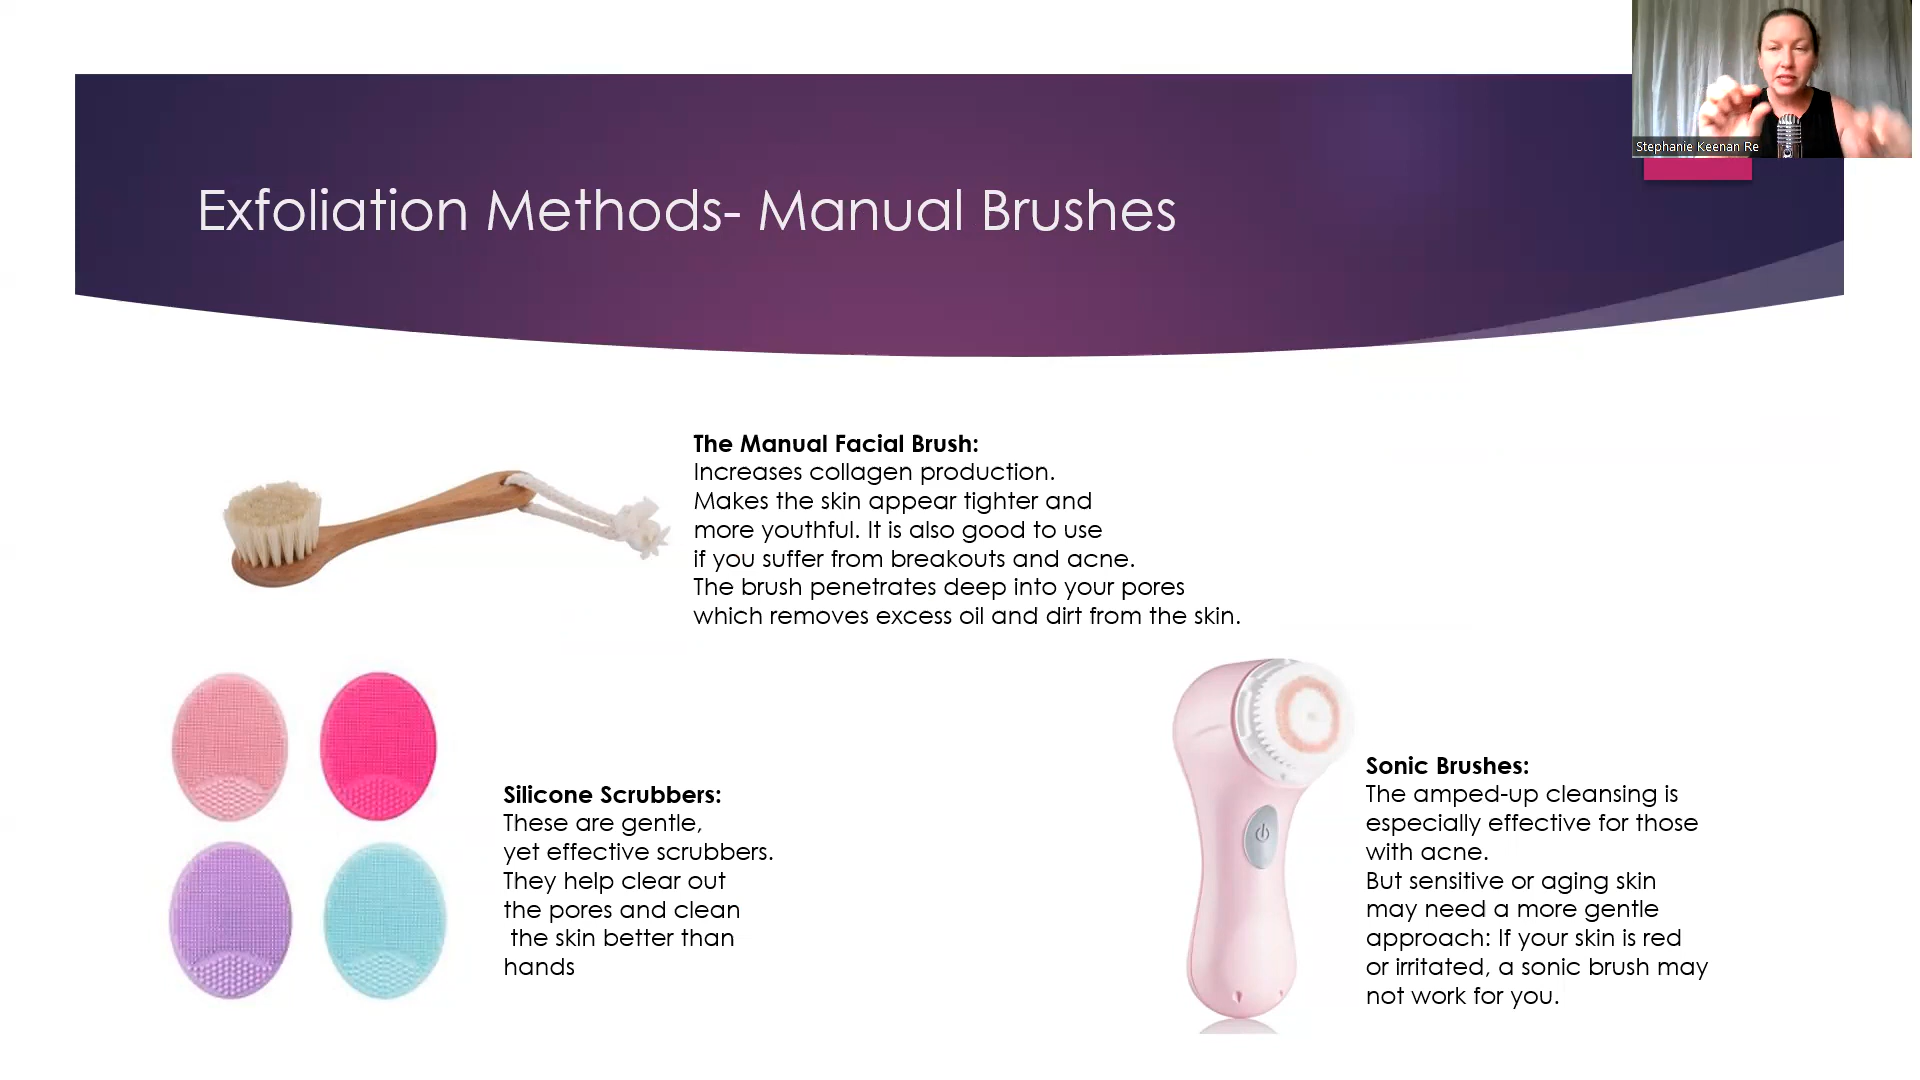 Stephanie Keenan Re
Exfoliation Methods- Manual Brushes
The Manual Facial Brush:
Increases collagen production.
Makes the skin appear tighter and
more youthful. It is also good to use
if you suffer from breakouts and acne.
The brush penetrates deep into your pores
which removes excess oil and dirt from the skin.
Silicone Scrubbers:
These are gentle,
yet effective scrubbers.
They help clear out
the pores and clean
the skin better than
hands
Sonic Brushes:
The amped-up cleansing is
especially effective for those
with acne.
But sensitive or aging skin
may need a more gentle
approach: If your skin is red
or irritated, a sonic brush may
not work for you.